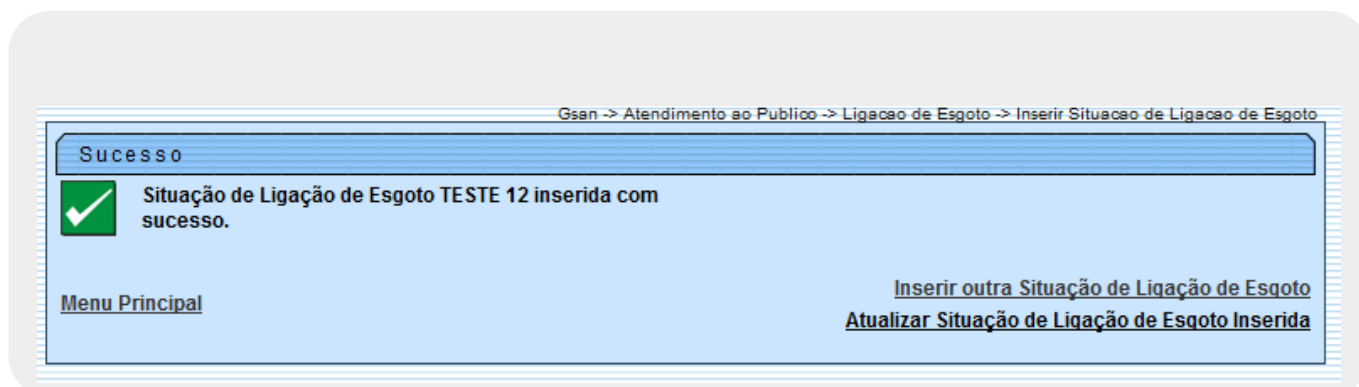 Gsan -> Atendimento ao Publico -> Ligacao de Esgoto -> Inserir Situacao de Ligacao de Esgoto
Sucesso
Situação de Ligação de Esgoto TESTE 12 inserida com
sucesso.
Inserir outra Situação de Ligação de Esgoto
Menu Principal
Atualizar Situação de Ligação de Esgoto Inserida